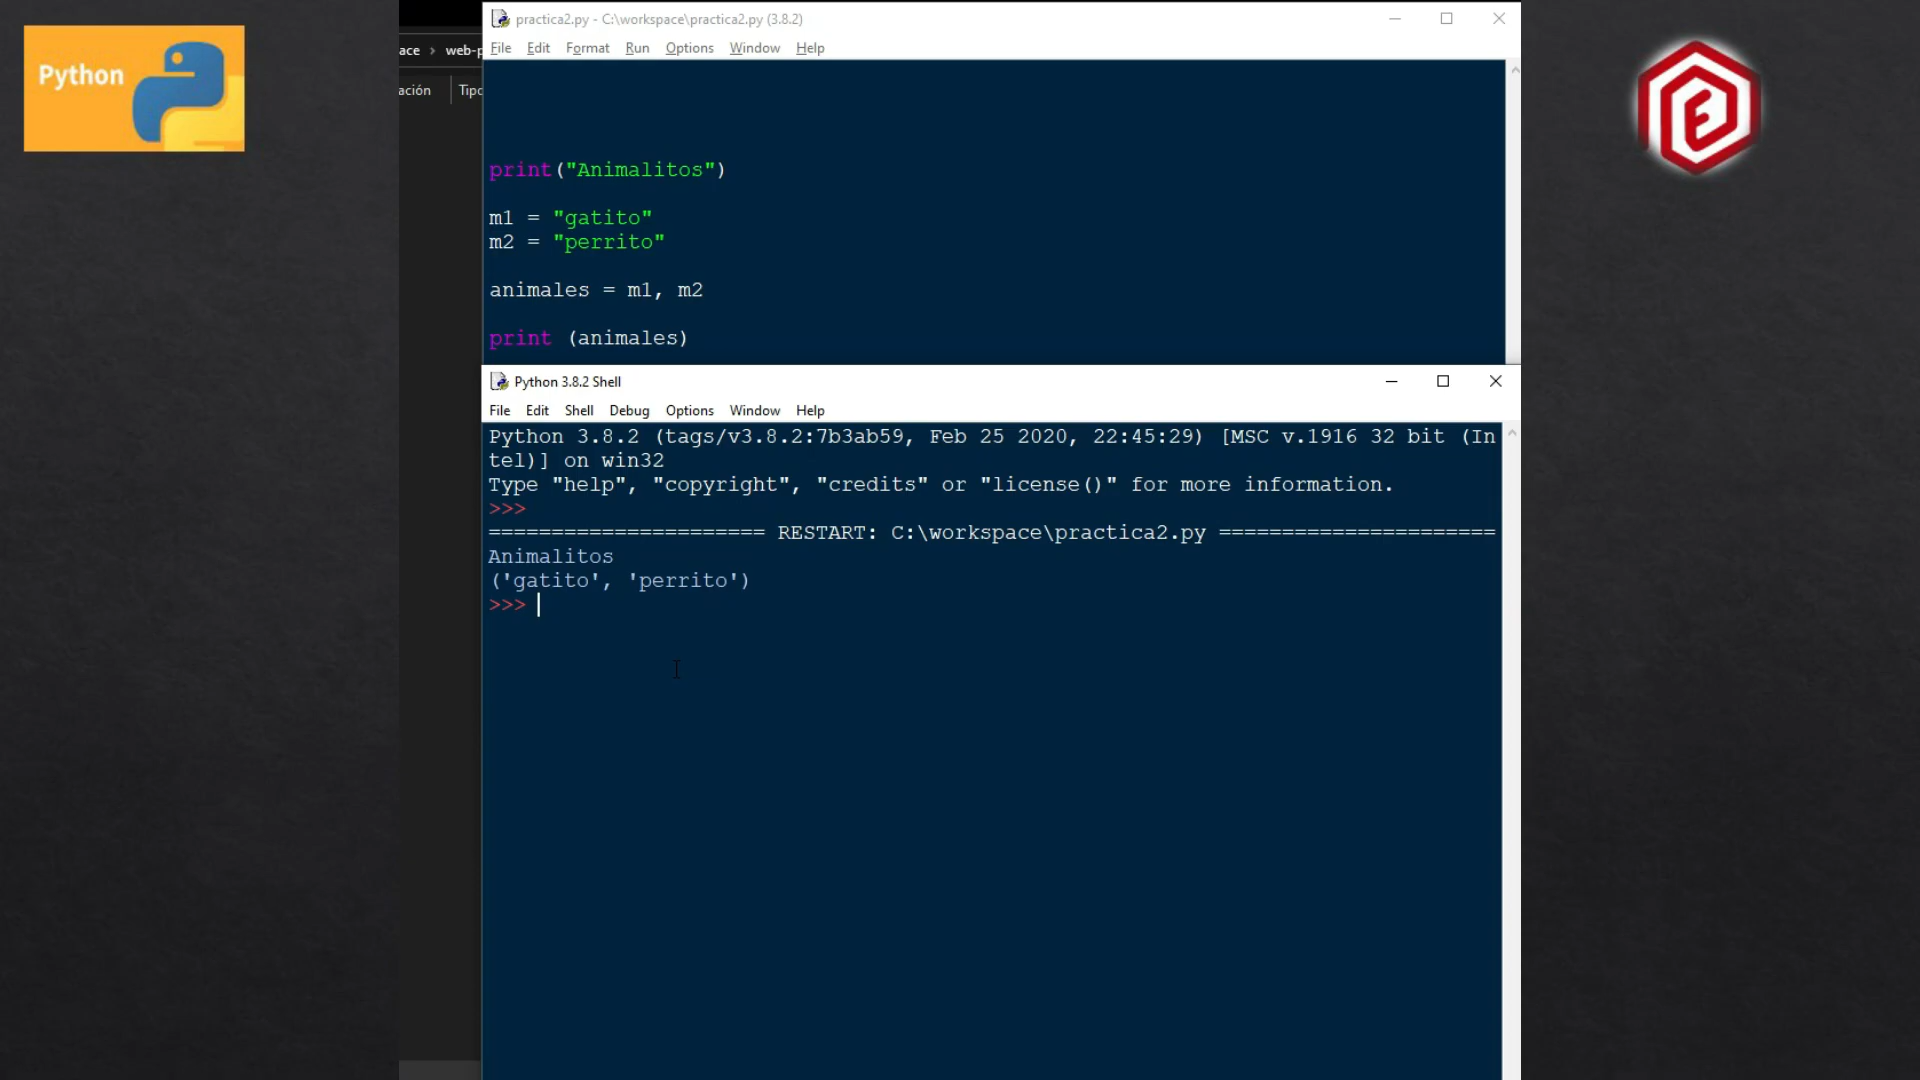 Python
ace > web-p
ación
Tipo
practica2.py - C:\workspace\practica2.py (3.8.2)
File Edit Format Run Options Window Help
print("Animalitos")
m1 = "gatito"
m2 = "perrito"
animales = m1, m2
print (animales)
Python 3.8.2 Shell
File Edit Shell Debug Options Window Help
Python 3.8.2 (tags/v3.8.2:7b3ab59, Feb 25 2020, 22:45:29) [MSC v.1916 32 bit (In
tel)] on win32
Type "help", "copyright", "credits" or "license()" for more information.
>>>
====================== RESTART: C:\workspace\practica2.py ======================
Animalitos
('gatito', 'perrito')
>>>